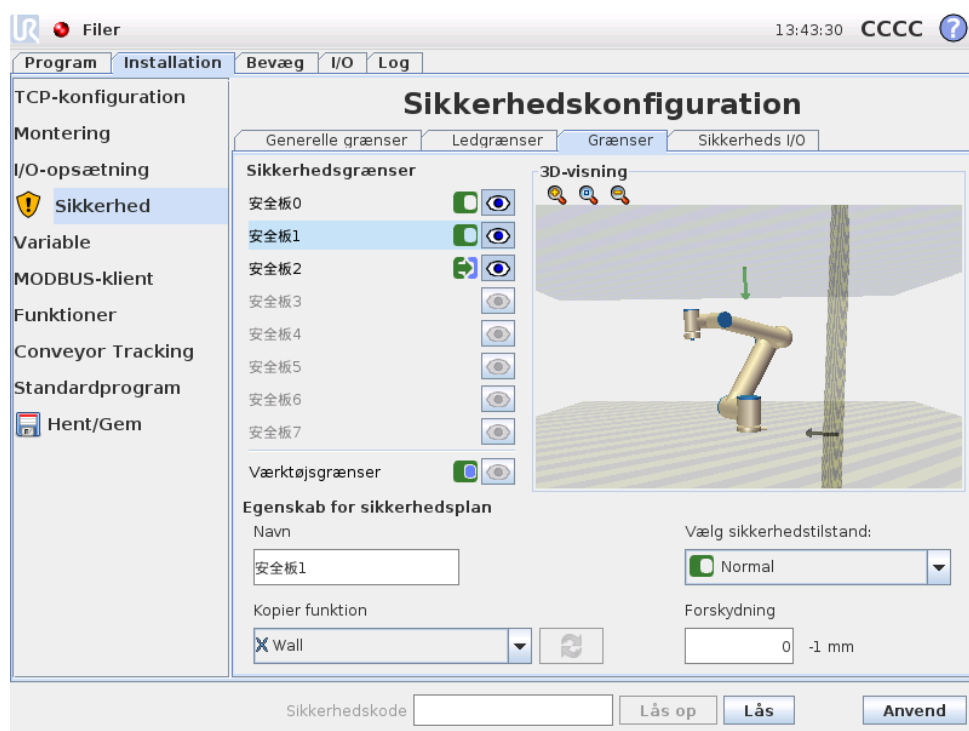 UR Filer 13:43:30 CCCC ?
Program Installation Bevæg I/O Log
TCP-konfiguration
Montering
I/O-opsætning
Sikkerhed
Variable
MODBUS-klient
Funktioner
Conveyor Tracking
Standardprogram
Hent/Gem
Sikkerhedskonfiguration
Generelle grænser Ledgrænser Grænser Sikkerheds I/O
Sikkerhedsgrænser
安全板0
安全板1
安全板2
安全板3
安全板4
安全板5
安全板6
安全板7
Værktøjsgrænser
3D-visning
Egenskab for sikkerhedsplan
Navn
安全板1
Vælg sikkerhedstilstand:
Normal
Kopier funktion
Wall
Forskydning
0 -1 mm
Sikkerhedskode Lås op Lås Anvend